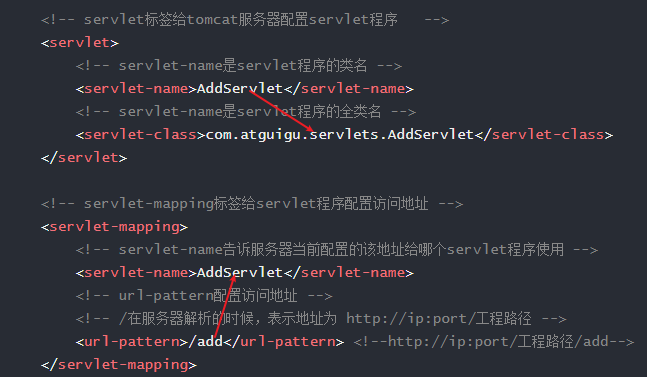 <!-- servlet标签给tomcat服务器配置servlet程序   -->
<servlet>
<!-- servlet-name是servlet程序的类名 -->
<servlet-name>AddServlet</servlet-name>
<!-- servlet-name是servlet程序的全类名 -->
<servlet-class>com.atguigu.servlets.AddServlet</servlet-class>
</servlet>
<!-- servlet-mapping标签给servlet程序配置访问地址 -->
<servlet-mapping>
<!-- servlet-name告诉服务器当前配置的该地址给哪个servlet程序使用 -->
<servlet-name>AddServlet</servlet-name>
<!-- url-pattern配置访问地址 -->
<!-- /在服务器解析的时候，表示地址为 http://ip:port/工程路径 -->
<url-pattern>/add</url-pattern> <!--http://ip:port/工程路径/add-->
</servlet-mapping>